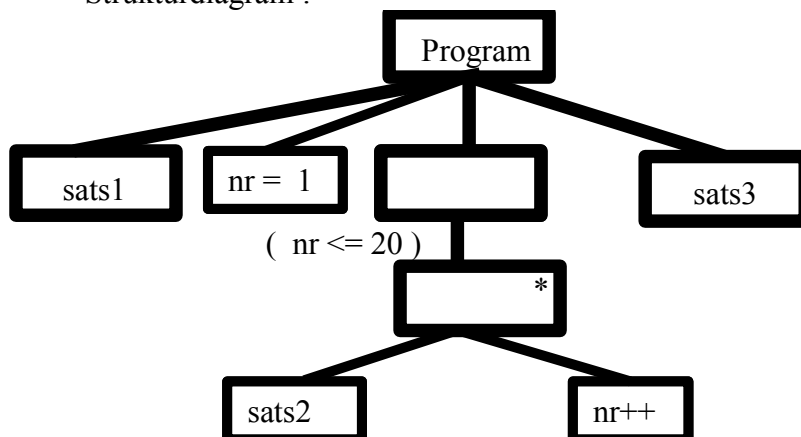 Strukturdiagram :
Program
sats1
nr = 1
sats3
( nr <= 20 )
*
sats2
nr++